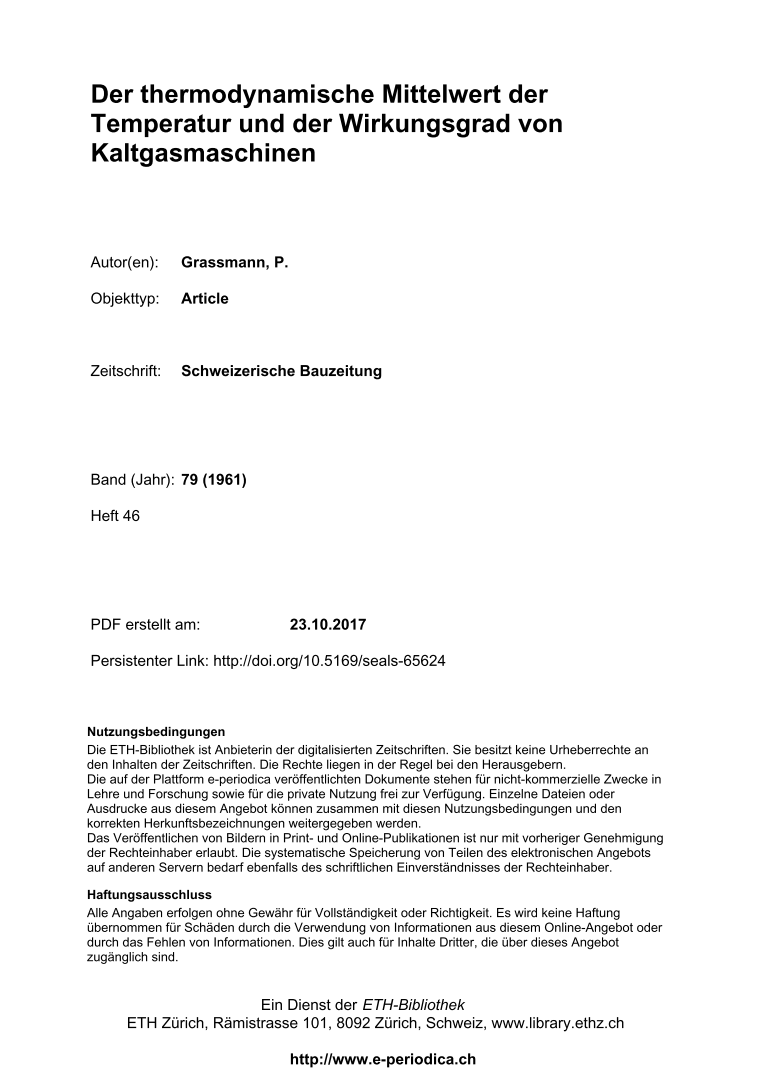 Der thermodynamische Mittelwert der
Temperatur und der Wirkungsgrad von
Kaltgasmaschinen
Autor(en): Grassmann, P.
Objekttyp: Article
Zeitschrift: Schweizerische Bauzeitung
Band (Jahr): 79 (1961)
Heft 46
PDF erstellt am: 23.10.2017
Persistenter Link: http://doi.org/10.5169/seals-65624
Nutzungsbedingungen
Die ETH-Bibliothek ist Anbieterin der digitalisierten Zeitschriften. Sie besitzt keine Urheberrechte an
den Inhalten der Zeitschriften. Die Rechte liegen in der Regel bei den Herausgebern.
Die auf der Plattform e-periodica veröffentlichten Dokumente stehen für nicht-kommerzielle Zwecke in
Lehre und Forschung sowie für die private Nutzung frei zur Verfügung. Einzelne Dateien oder
Ausdrucke aus diesem Angebot können zusammen mit diesen Nutzungsbedingungen und den
korrekten Herkunftsbezeichnungen weitergegeben werden.
Das Veröffentlichen von Bildern in Print- und Online-Publikationen ist nur mit vorheriger Genehmigung
der Rechteinhaber erlaubt. Die systematische Speicherung von Teilen des elektronischen Angebots
auf anderen Servern bedarf ebenfalls des schriftlichen Einverständnisses der Rechteinhaber.
Haftungsausschluss
Alle Angaben erfolgen ohne Gewähr für Vollständigkeit oder Richtigkeit. Es wird keine Haftung
übernommen für Schäden durch die Verwendung von Informationen aus diesem Online-Angebot oder
durch das Fehlen von Informationen. Dies gilt auch für Inhalte Dritter, die über dieses Angebot
zugänglich sind.
Ein Dienst der ETH-Bibliothek
ETH Zürich, Rämistrasse 101, 8092 Zürich, Schweiz, www.library.ethz.ch
http://www.e-periodica.ch